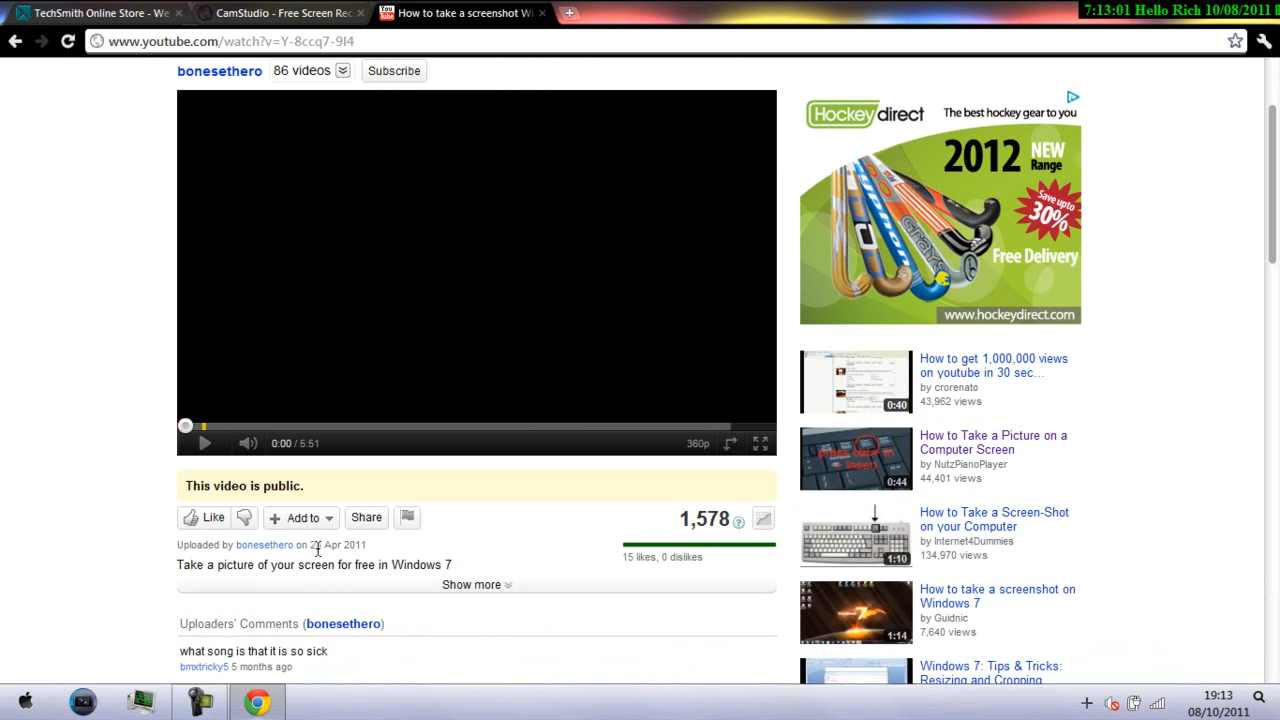 TechSmith Online Store - We
CamStudio - Free Screen Rec
How to take a screenshot Wi
7:13:01 Hello Rich 10/08/2011
www.youtube.com/watch?v=Y-8ccq7-9I4
bonesethero 86 videos Subscribe
Hockeydirect The best hockey gear to you
2012 NEW Range
Save upto 30%
Free Delivery
GRAYS
www.hockeydirect.com
0:00 / 5:51 360p
This video is public.
Like Add to Share 1,578
Uploaded by bonesethero on Apr 2011
15 likes, 0 dislikes
Take a picture of your screen for free in Windows 7
Show more
Uploaders' Comments (bonesethero)
what song is that it is so sick
bmxtricky5 5 months ago
0:40
How to get 1,000,000 views
on youtube in 30 sec...
by crorenato
43,962 views
0:44
How to Take a Picture on a
Computer Screen
by NutzPianoPlayer
44,401 views
1:10
How to Take a Screen-Shot
on your Computer
by Internet4Dummies
134,970 views
1:14
How to take a screenshot on
Windows 7
by Guidnic
7,640 views
Windows 7: Tips & Tricks:
Resizing and Cropping
19:13
08/10/2011